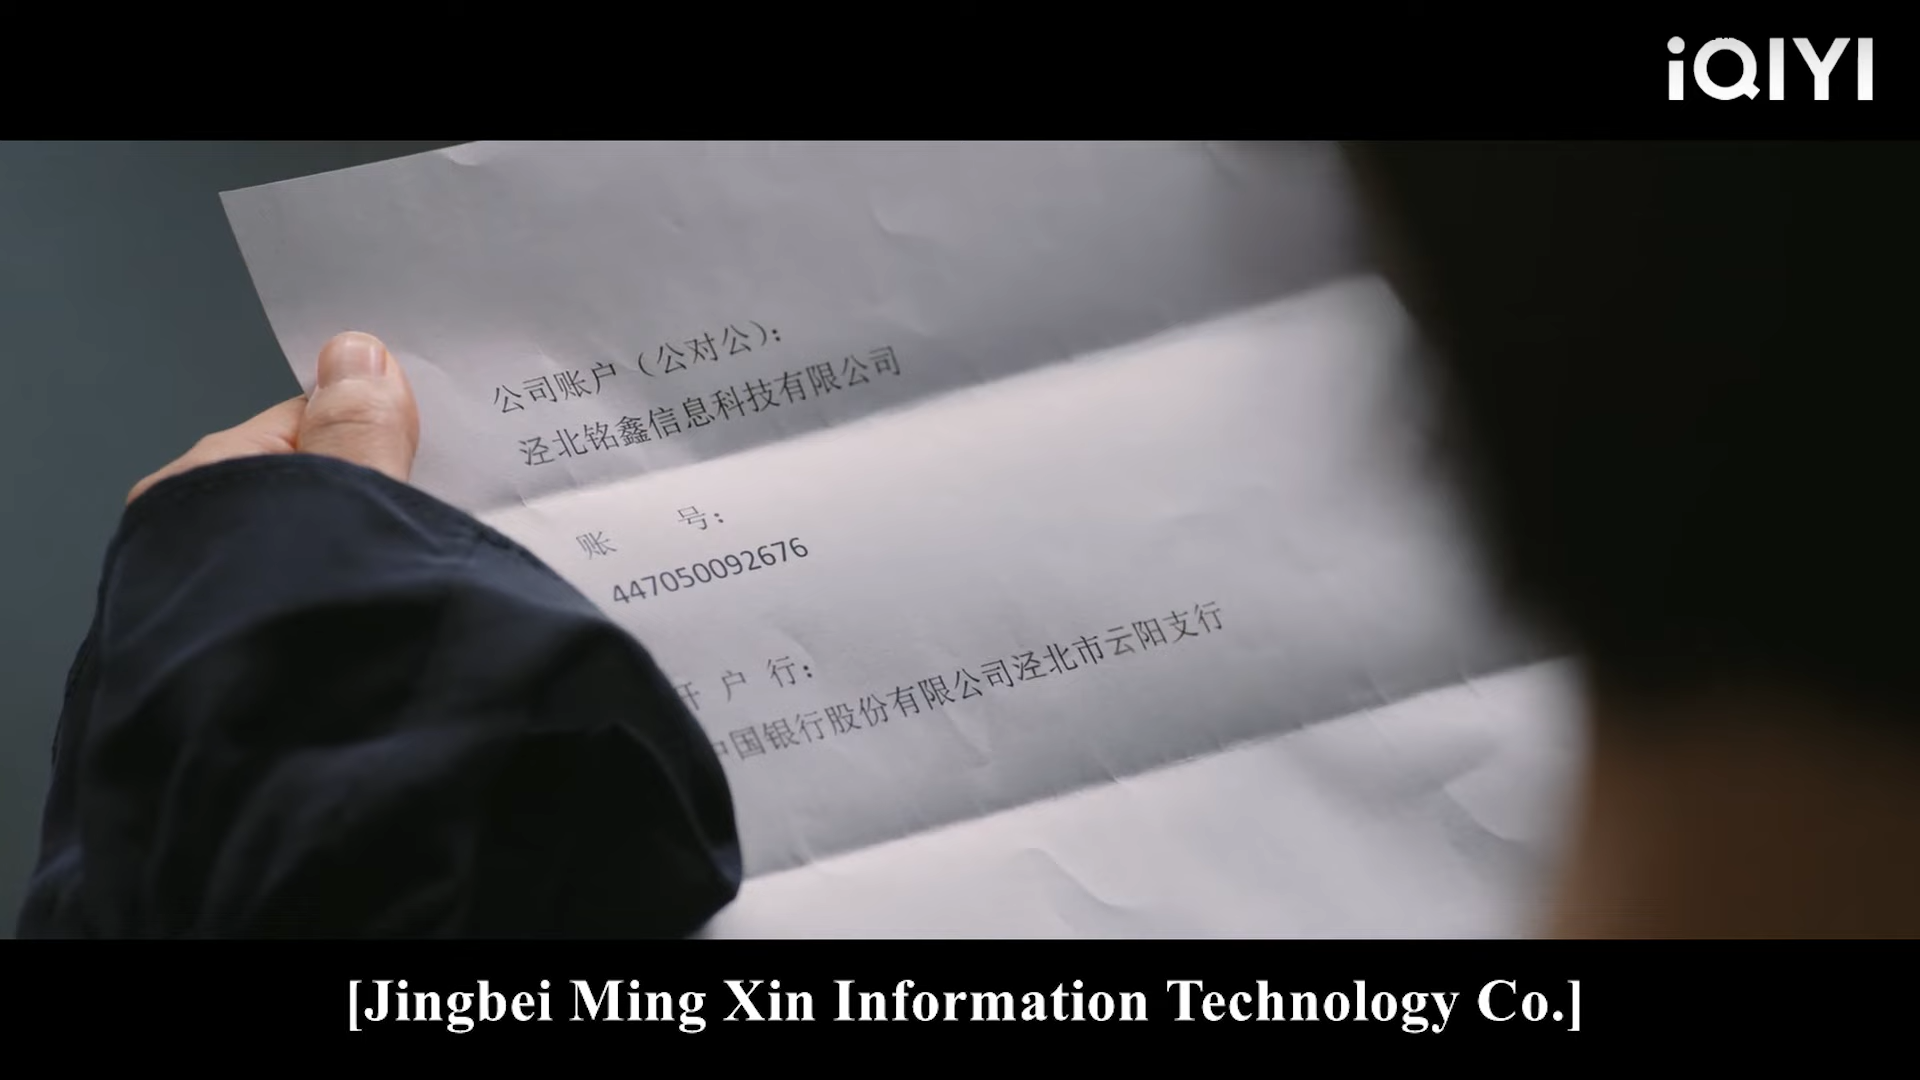 iQIYI
公司账户（公对公）：
泾北铭鑫信息科技有限公司
账 号：
447050092676
开 户 行：
中国银行股份有限公司泾北市云阳支行
[Jingbei Ming Xin Information Technology Co.]